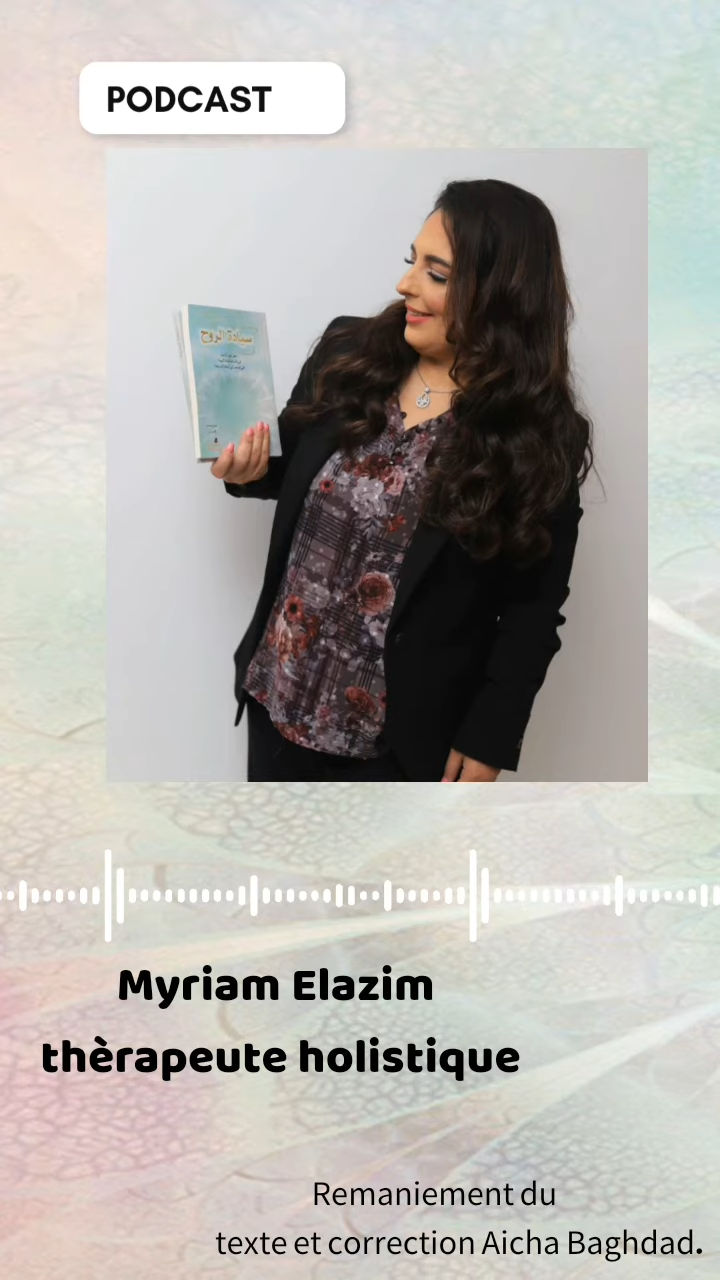 PODCAST
سيادة الروح
Myriam Elazim
thèrapeute holistique
Remaniement du
texte et correction Aicha Baghdad.